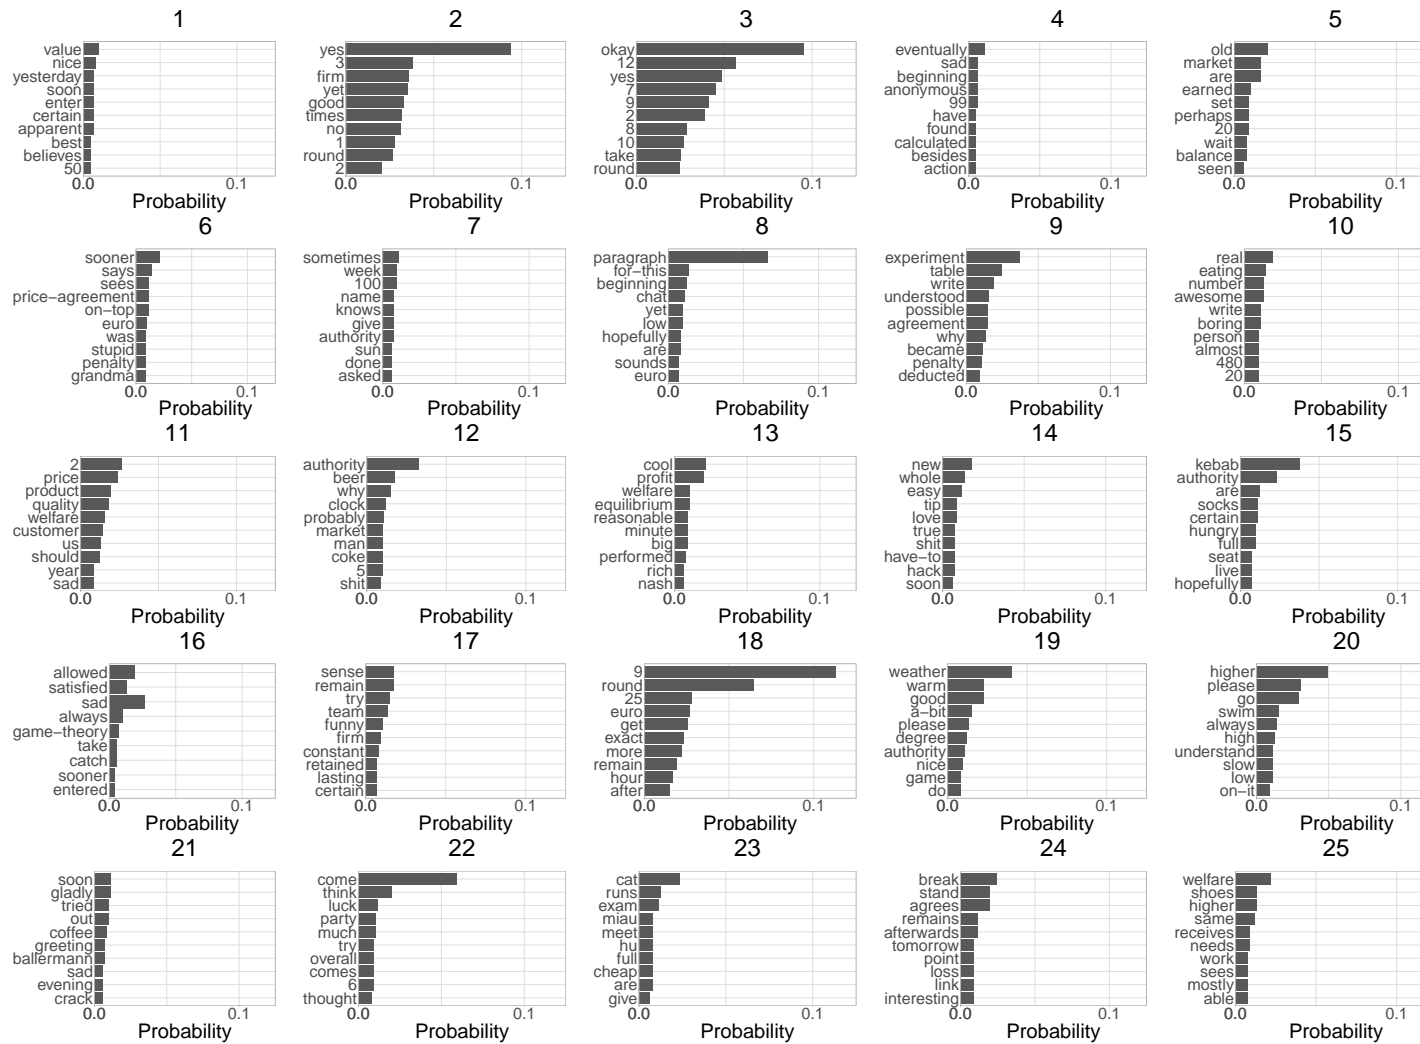 1
value
nice
yesterday
soon
enter
certain
apparent
best
believes
50
0.0
0.1
Probability
2
yes
3
firm
yet
good
times
no
1
round
2
0.0
0.1
Probability
3
okay
12
yes
7
9
2
8
10
take
round
0.0
0.1
Probability
4
eventually
sad
beginning
anonymous
99
have
found
calculated
besides
action
0.0
0.1
Probability
5
old
market
are
earned
set
perhaps
20
wait
balance
seen
0.0
0.1
Probability
6
sooner
says
sees
price−agreement
on−top
euro
was
stupid
penalty
grandma
0.0
0.1
Probability
7
sometimes
week
100
name
knows
give
authority
sun
done
asked
0.0
0.1
Probability
8
paragraph
for−this
beginning
chat
yet
low
hopefully
are
sounds
euro
0.0
0.1
Probability
9
experiment
table
write
understood
possible
agreement
why
became
penalty
deducted
0.0
0.1
Probability
10
real
eating
number
awesome
write
boring
person
almost
480
20
0.0
0.1
Probability
11
2
price
product
quality
welfare
customer
us
should
year
sad
0.0
0.1
Probability
12
authority
beer
why
clock
probably
market
man
coke
5
shit
0.0
0.1
Probability
13
cool
profit
welfare
equilibrium
reasonable
minute
big
performed
rich
nash
0.0
0.1
Probability
14
new
whole
easy
tip
love
true
shit
have−to
hack
soon
0.0
0.1
Probability
15
kebab
authority
are
socks
certain
hungry
full
seat
live
hopefully
0.0
0.1
Probability
16
allowed
satisfied
sad
always
game−theory
take
catch
sooner
entered
0.0
0.1
Probability
17
sense
remain
try
team
funny
firm
constant
retained
lasting
certain
0.0
0.1
Probability
18
9
round
25
euro
get
exact
more
remain
hour
after
0.0
0.1
Probability
19
weather
warm
good
a−bit
please
degree
authority
nice
game
do
0.0
0.1
Probability
20
higher
please
go
swim
always
high
understand
slow
low
on−it
0.0
0.1
Probability
21
soon
gladly
tried
out
coffee
greeting
ballermann
sad
evening
crack
0.0
0.1
Probability
22
come
think
luck
party
much
try
overall
comes
6
thought
0.0
0.1
Probability
23
cat
runs
exam
miau
meet
hu
full
cheap
are
give
0.0
0.1
Probability
24
break
stand
agrees
remains
afterwards
tomorrow
point
loss
link
interesting
0.0
0.1
Probability
25
welfare
shoes
higher
same
receives
needs
work
sees
mostly
able
0.0
0.1
Probability